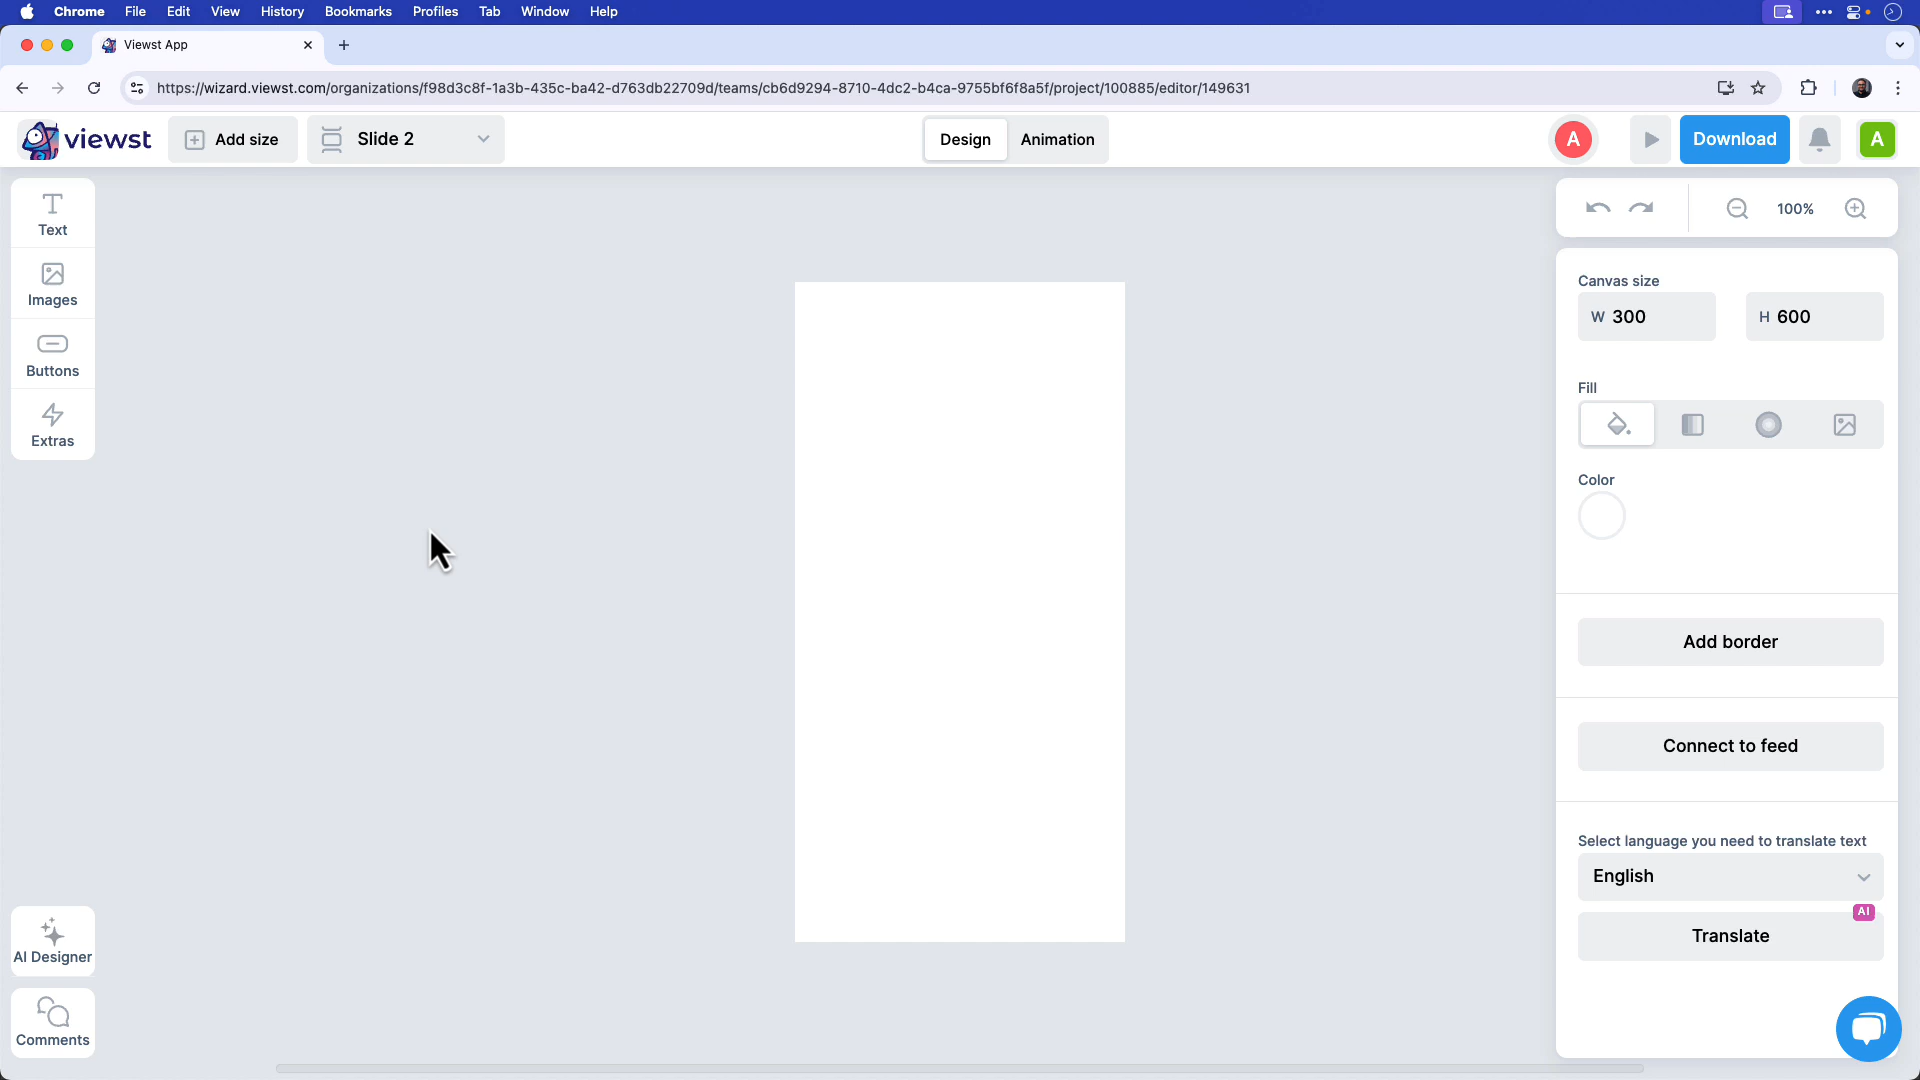 Chrome File Edit View History Bookmarks Profiles Tab Window Help
Viewst App
https://wizard.viewst.com/organizations/f98d3c8f-1a3b-435c-ba42-d763db22709d/teams/cb6d9294-8710-4dc2-b4ca-9755bf6f8a5f/project/100885/editor/149631
viewst Add size Slide 2 Design Animation A Download A
Text
Images
Buttons
Extras
AI Designer
Comments
100%
Canvas size
W 300 H 600
Fill
Color
Add border
Connect to feed
Select language you need to translate text
English
AI
Translate